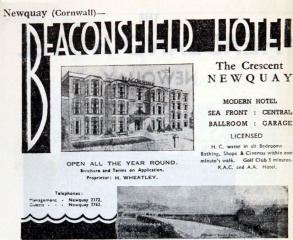 Newquay (Cornwall)—
BEACONSFIELD HOTEL
The Crescent
NEWQUAY
MODERN HOTEL
SEA FRONT : CENTRAL
BALLROOM : GARAGE
LICENSED
H. C. water in all Bedrooms
Bathing, Shops & Cinemas within one
minute's walk. Golf Club 5 minutes.
R.A.C. and A.A. Hotel.
OPEN ALL THE YEAR ROUND.
Brochure and Terms on Application.
Proprietor: H. WHEATLEY.
Telephones:
Management - Newquay 2172.
Guests - - Newquay 2762.